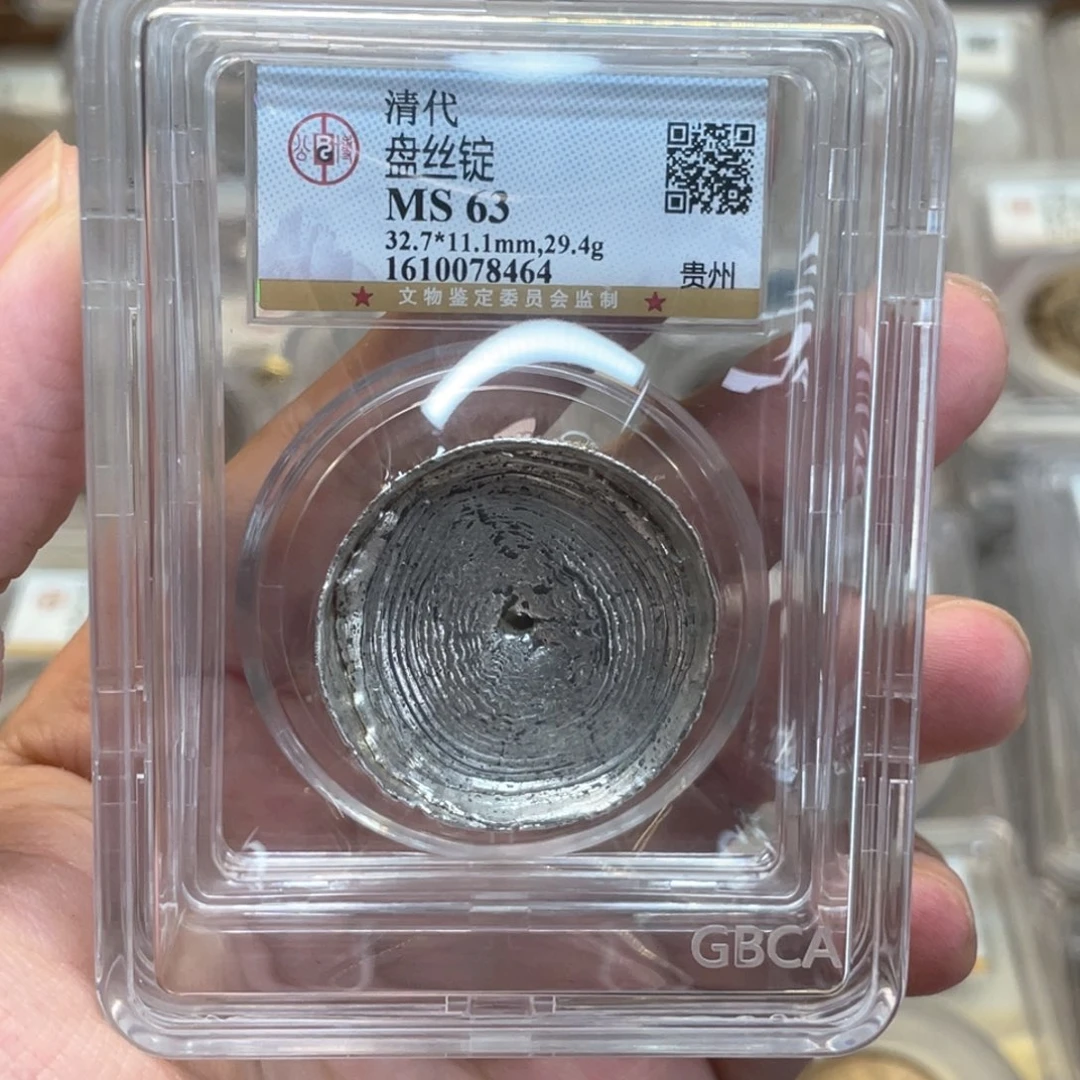 清代
盘丝锭
MS 63
32.7*11.1mm,29.4g
1610078464
贵州
文物鉴定委员会监制
GBCA